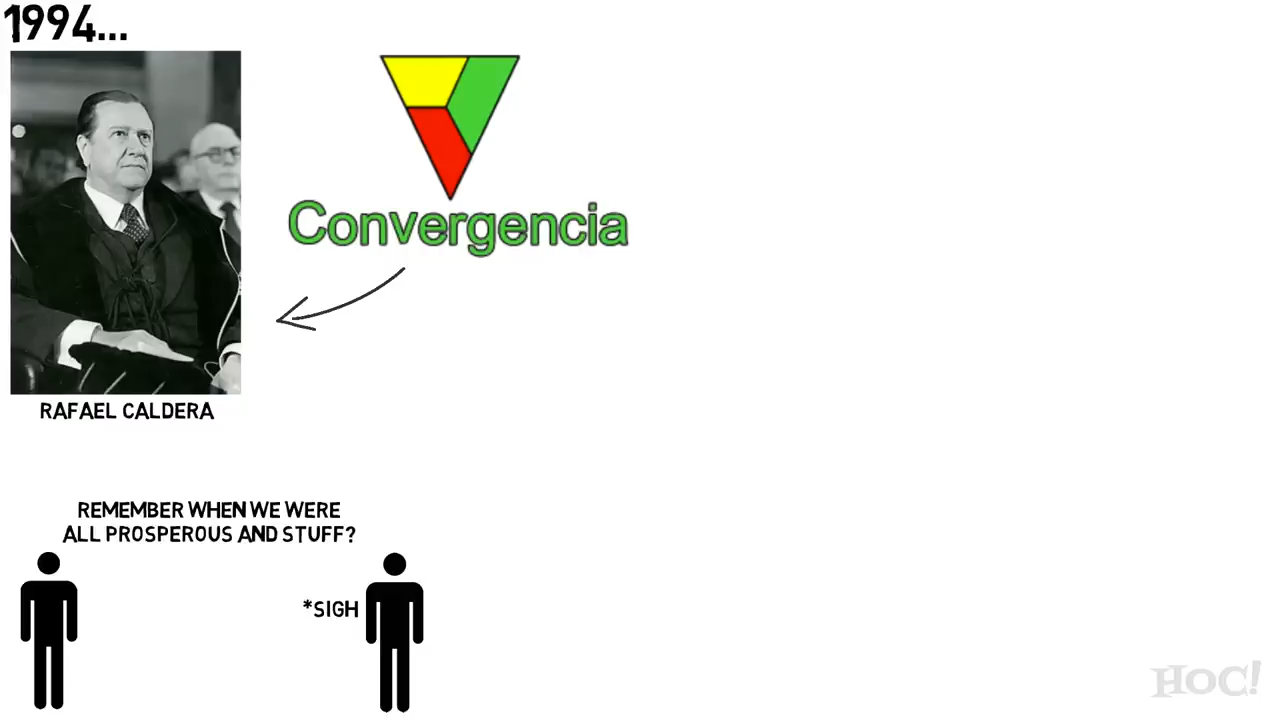 1994...
Convergencia
RAFAEL CALDERA
REMEMBER WHEN WE WERE
ALL PROSPEROUS AND STUFF?
*SIGH
HOC!